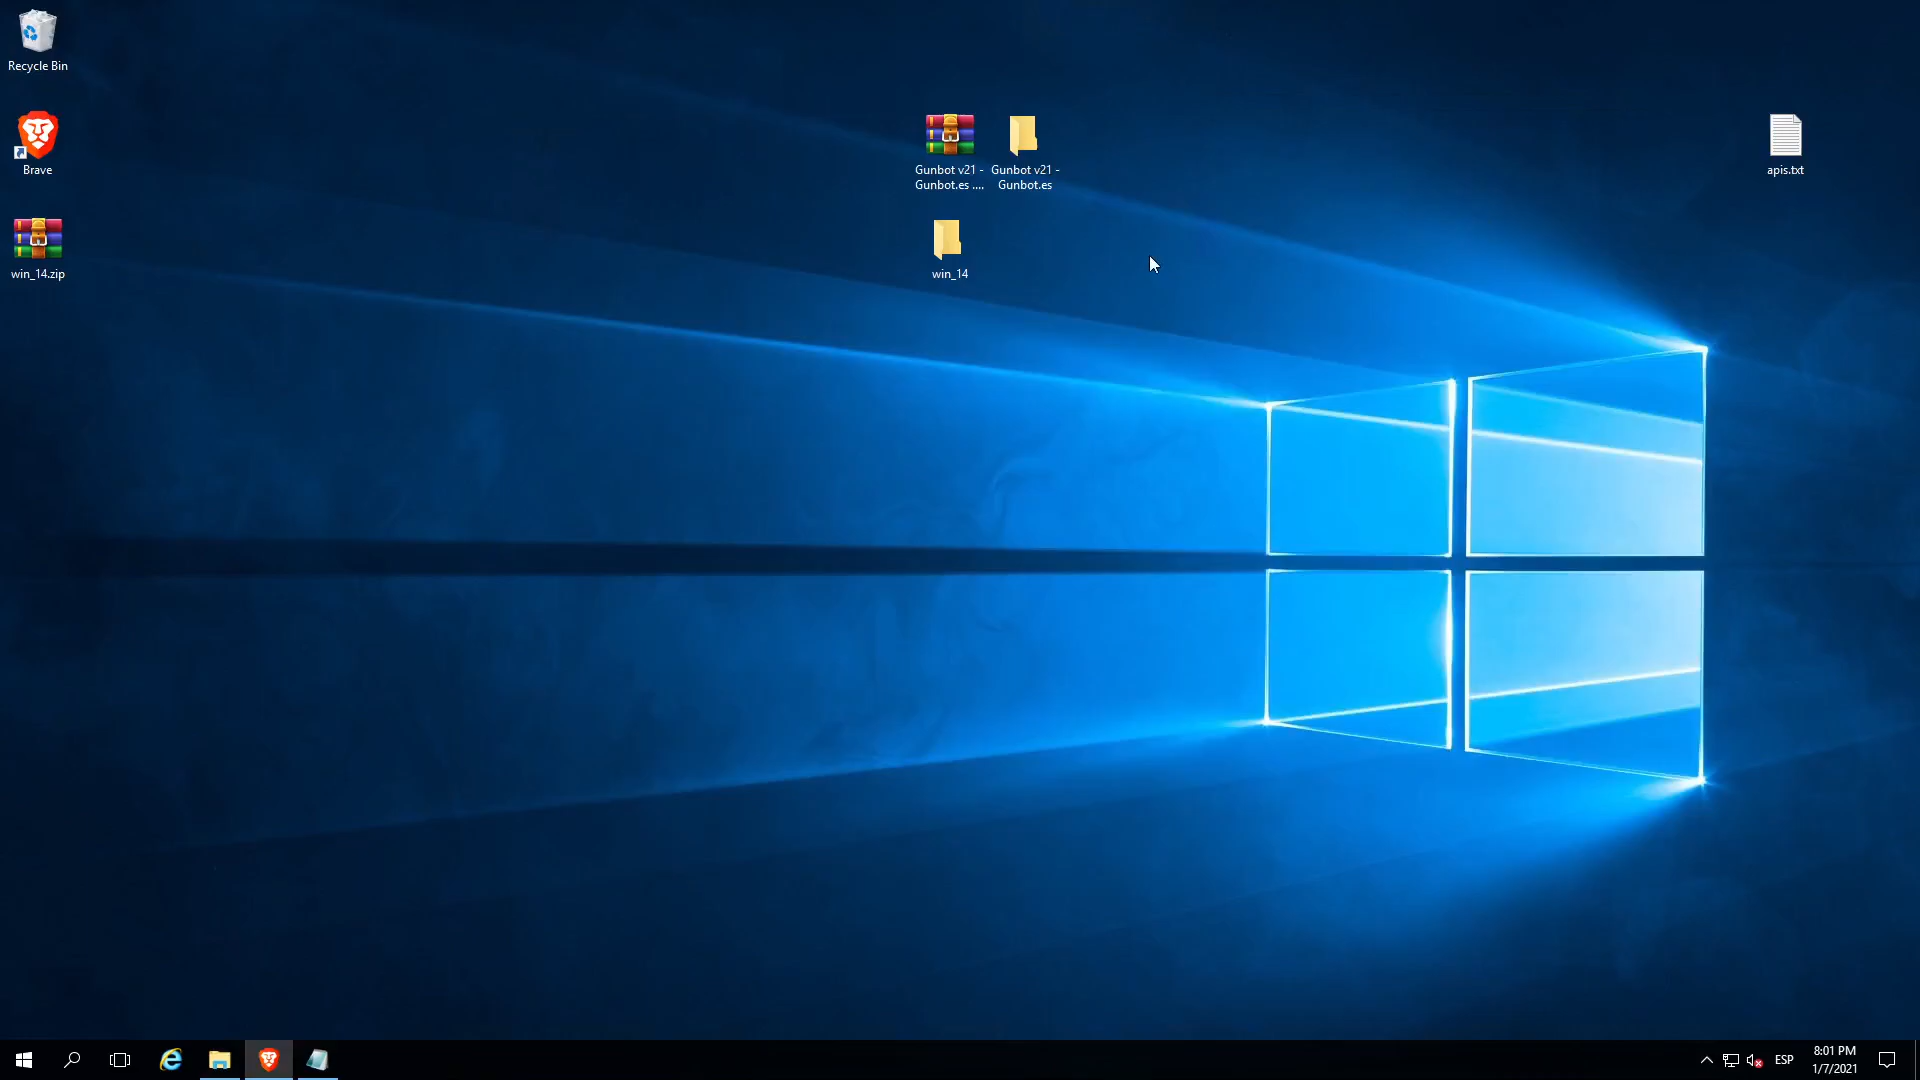 Recycle Bin
Brave
win_14.zip
Gunbot v21 -
Gunbot.es ....
Gunbot v21 -
Gunbot.es
win_14
apis.txt
ESP
8:01 PM
1/7/2021